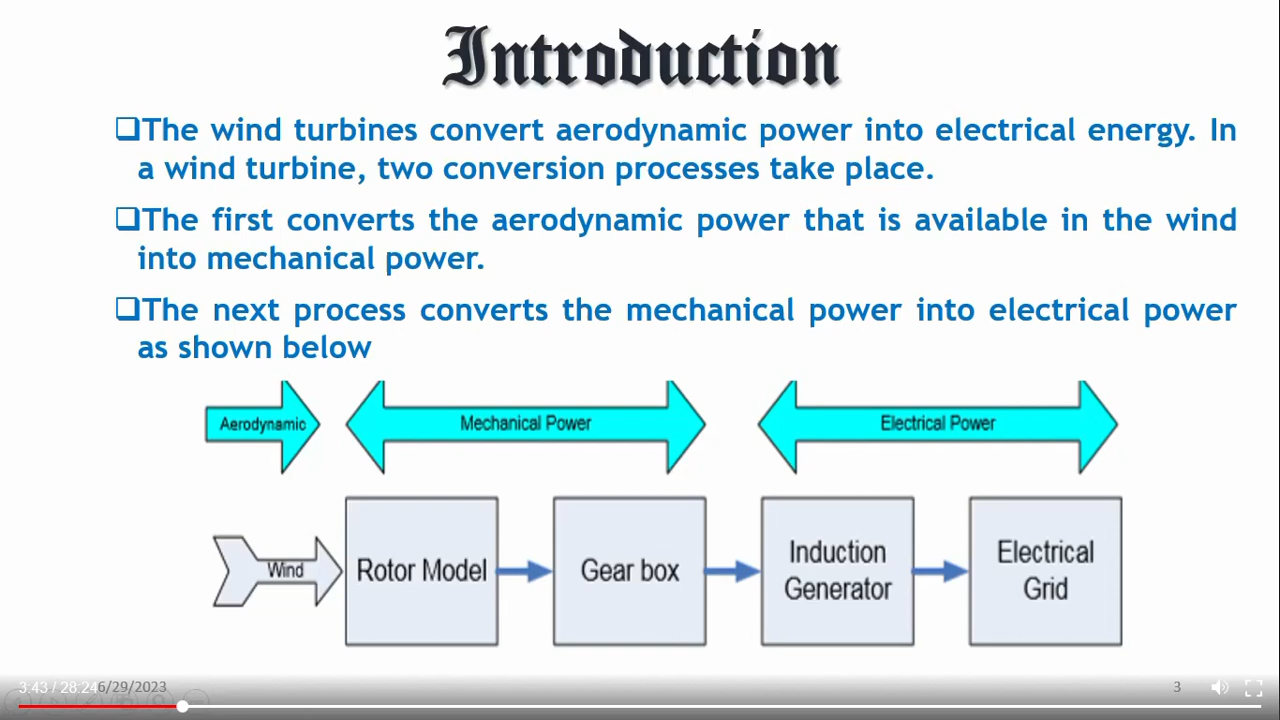 Introduction
❑The wind turbines convert aerodynamic power into electrical energy. In
a wind turbine, two conversion processes take place.
❑The first converts the aerodynamic power that is available in the wind
into mechanical power.
❑The next process converts the mechanical power into electrical power
as shown below
Aerodynamic
Mechanical Power
Electrical Power
Wind
Rotor Model
Gear box
Induction
Generator
Electrical
Grid
3:43 / 28:24
6/29/2023
3